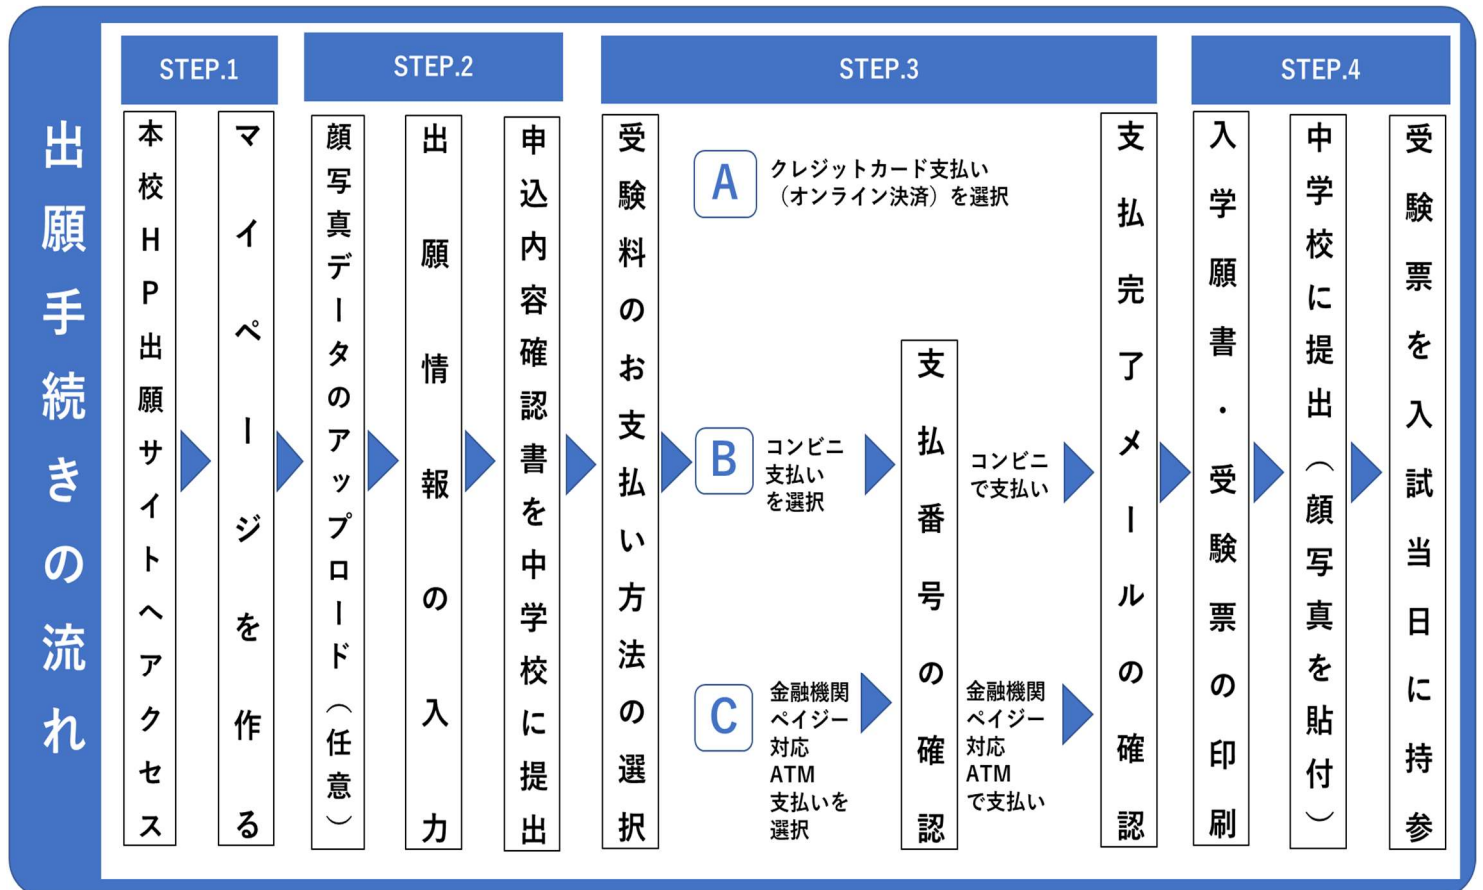 出願手続きの流れ
STEP.1
本校HP出願サイトへアクセス
マイページを作る
STEP.2
顔写真データのアップロード（任意）
出願情報の入力
申込内容確認書を中学校に提出
STEP.3
受験料のお支払い方法の選択
A
クレジットカード支払い
（オンライン決済）を選択
B
コンビニ
支払い
を選択
C
金融機関
ペイジー
対応
ATM
支払いを
選択
支払番号の確認
コンビニ
で支払い
金融機関
ペイジー
対応
ATM
で支払い
支払完了メールの確認
STEP.4
入学願書・受験票の印刷
中学校に提出（顔写真を貼付）
受験票を入試当日に持参